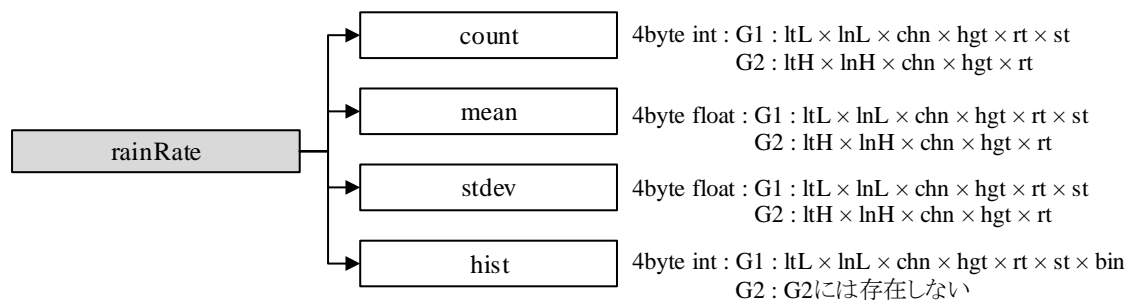 count
4byte int : G1 : ltL × lnL × chn × hgt × rt × st
G2 : ltH × lnH × chn × hgt × rt
mean
4byte float : G1 : ltL × lnL × chn × hgt × rt × st
G2 : ltH × lnH × chn × hgt × rt
rainRate
stdev
4byte float : G1 : ltL × lnL × chn × hgt × rt × st
G2 : ltH × lnH × chn × hgt × rt
hist
4byte int : G1 : ltL × lnL × chn × hgt × rt × st × bin
G2 : G2には存在しない